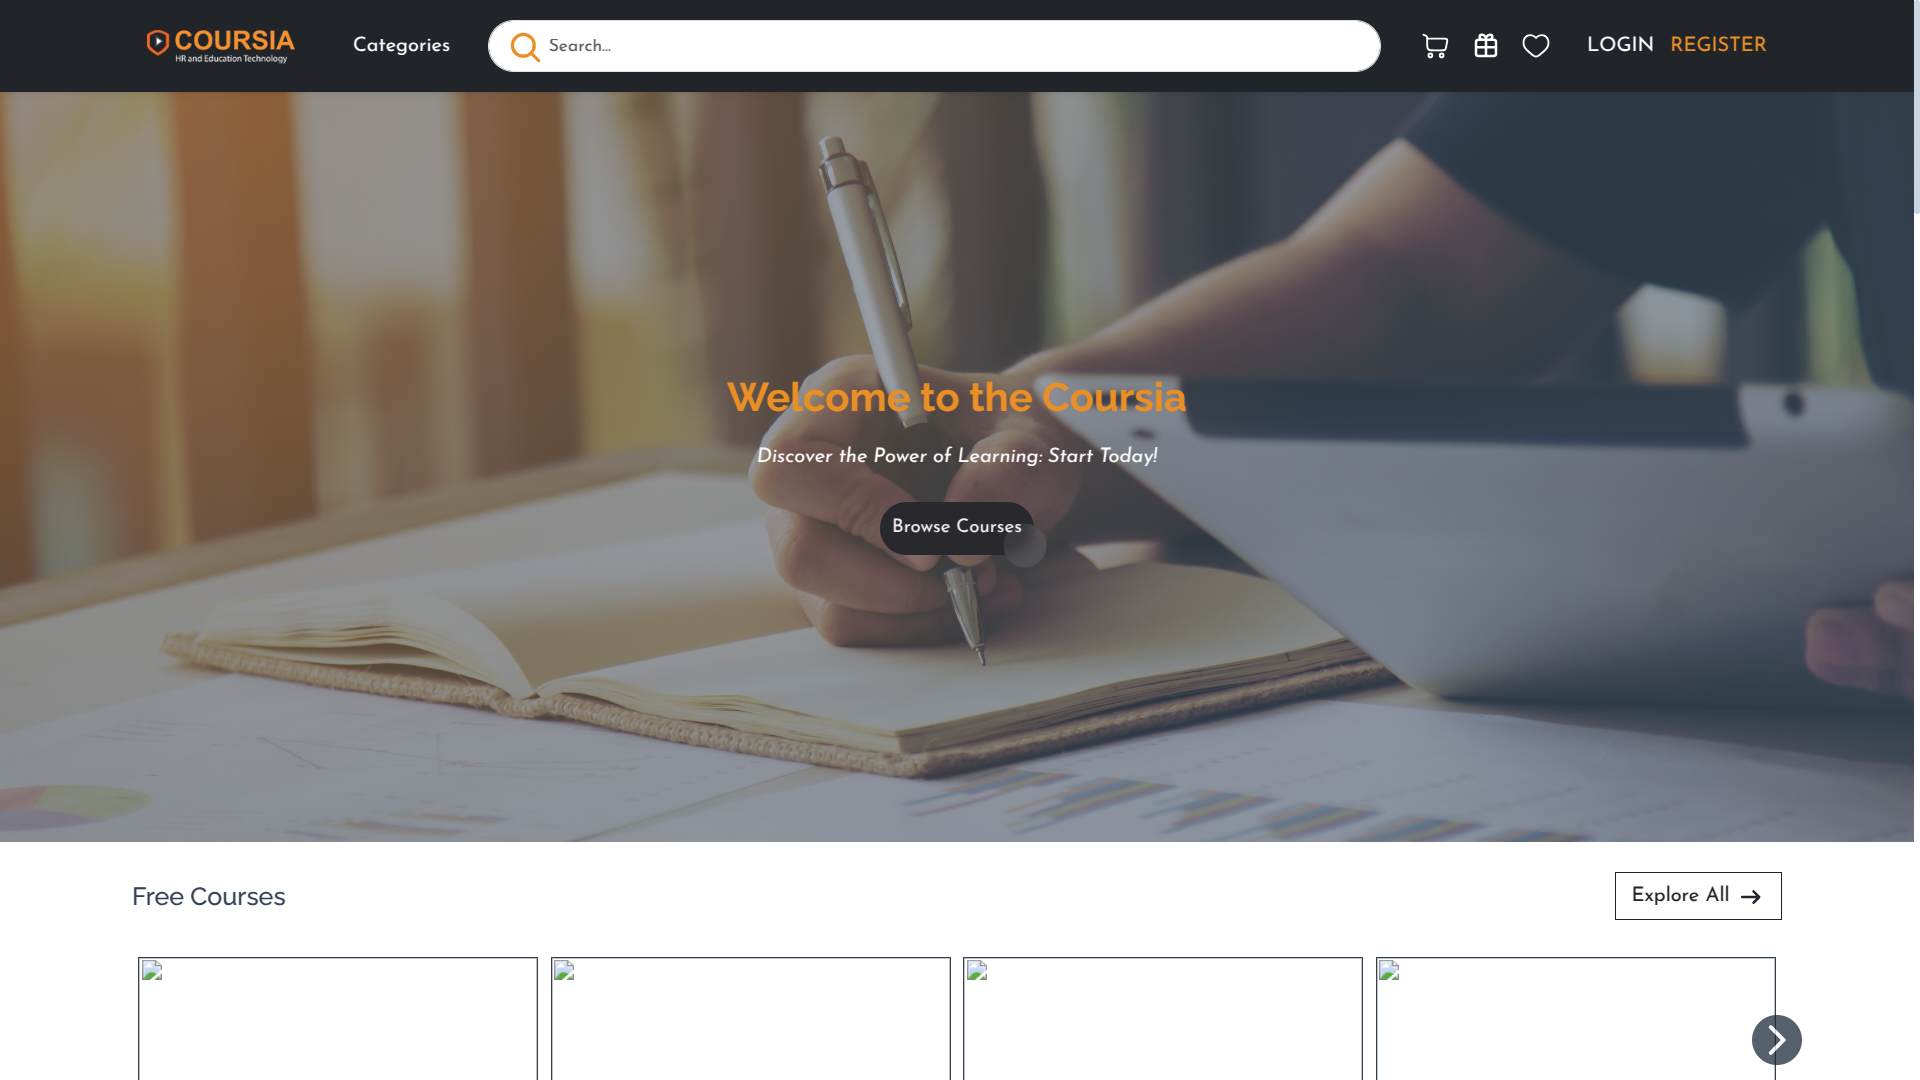 COURSIA
HR and Education Technology
Categories
Search...
LOGIN
REGISTER
Welcome to the Coursia
Discover the Power of Learning: Start Today!
Browse Courses
Free Courses
Explore All